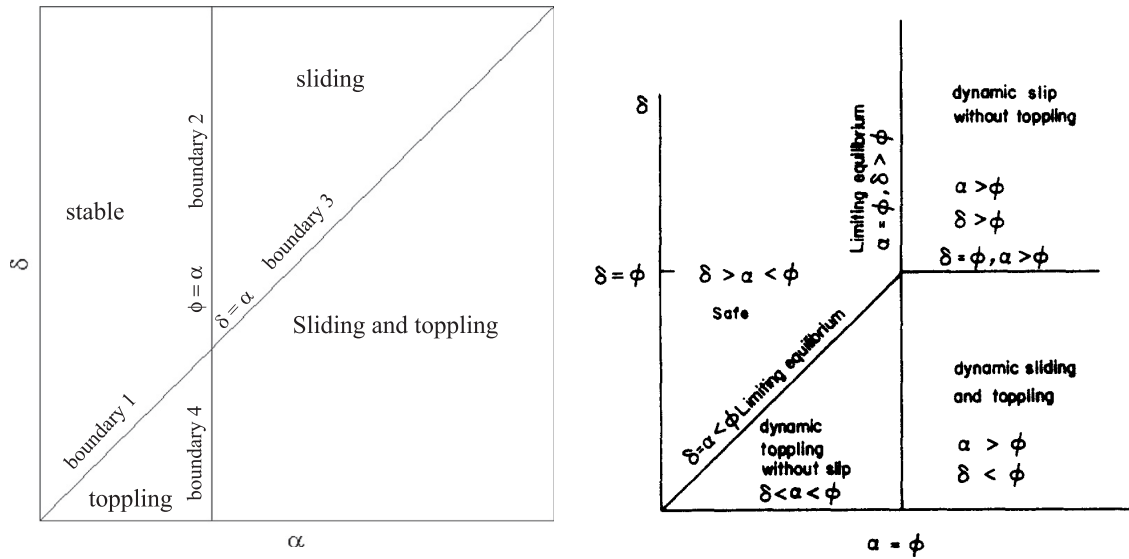 sliding
boundary 2
stable
boundary 3
δ
ϕ = α
δ = α
Sliding and toppling
boundary 1
boundary 4
toppling
α
δ
Limiting equilibrium
α = ϕ, δ > ϕ
dynamic slip
without toppling
α > ϕ
δ > ϕ
δ = ϕ, α > ϕ
δ = ϕ
δ > α < ϕ
Safe
δ = α < ϕ Limiting equilibrium
dynamic
toppling
without slip
δ < α < ϕ
dynamic sliding
and toppling
α > ϕ
δ < ϕ
α = ϕ